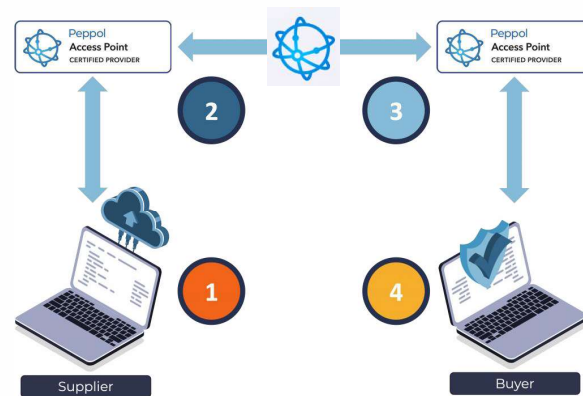 Peppol
Access Point
CERTIFIED PROVIDER
Peppol
Access Point
CERTIFIED PROVIDER
2
3
1
4
Supplier
Buyer